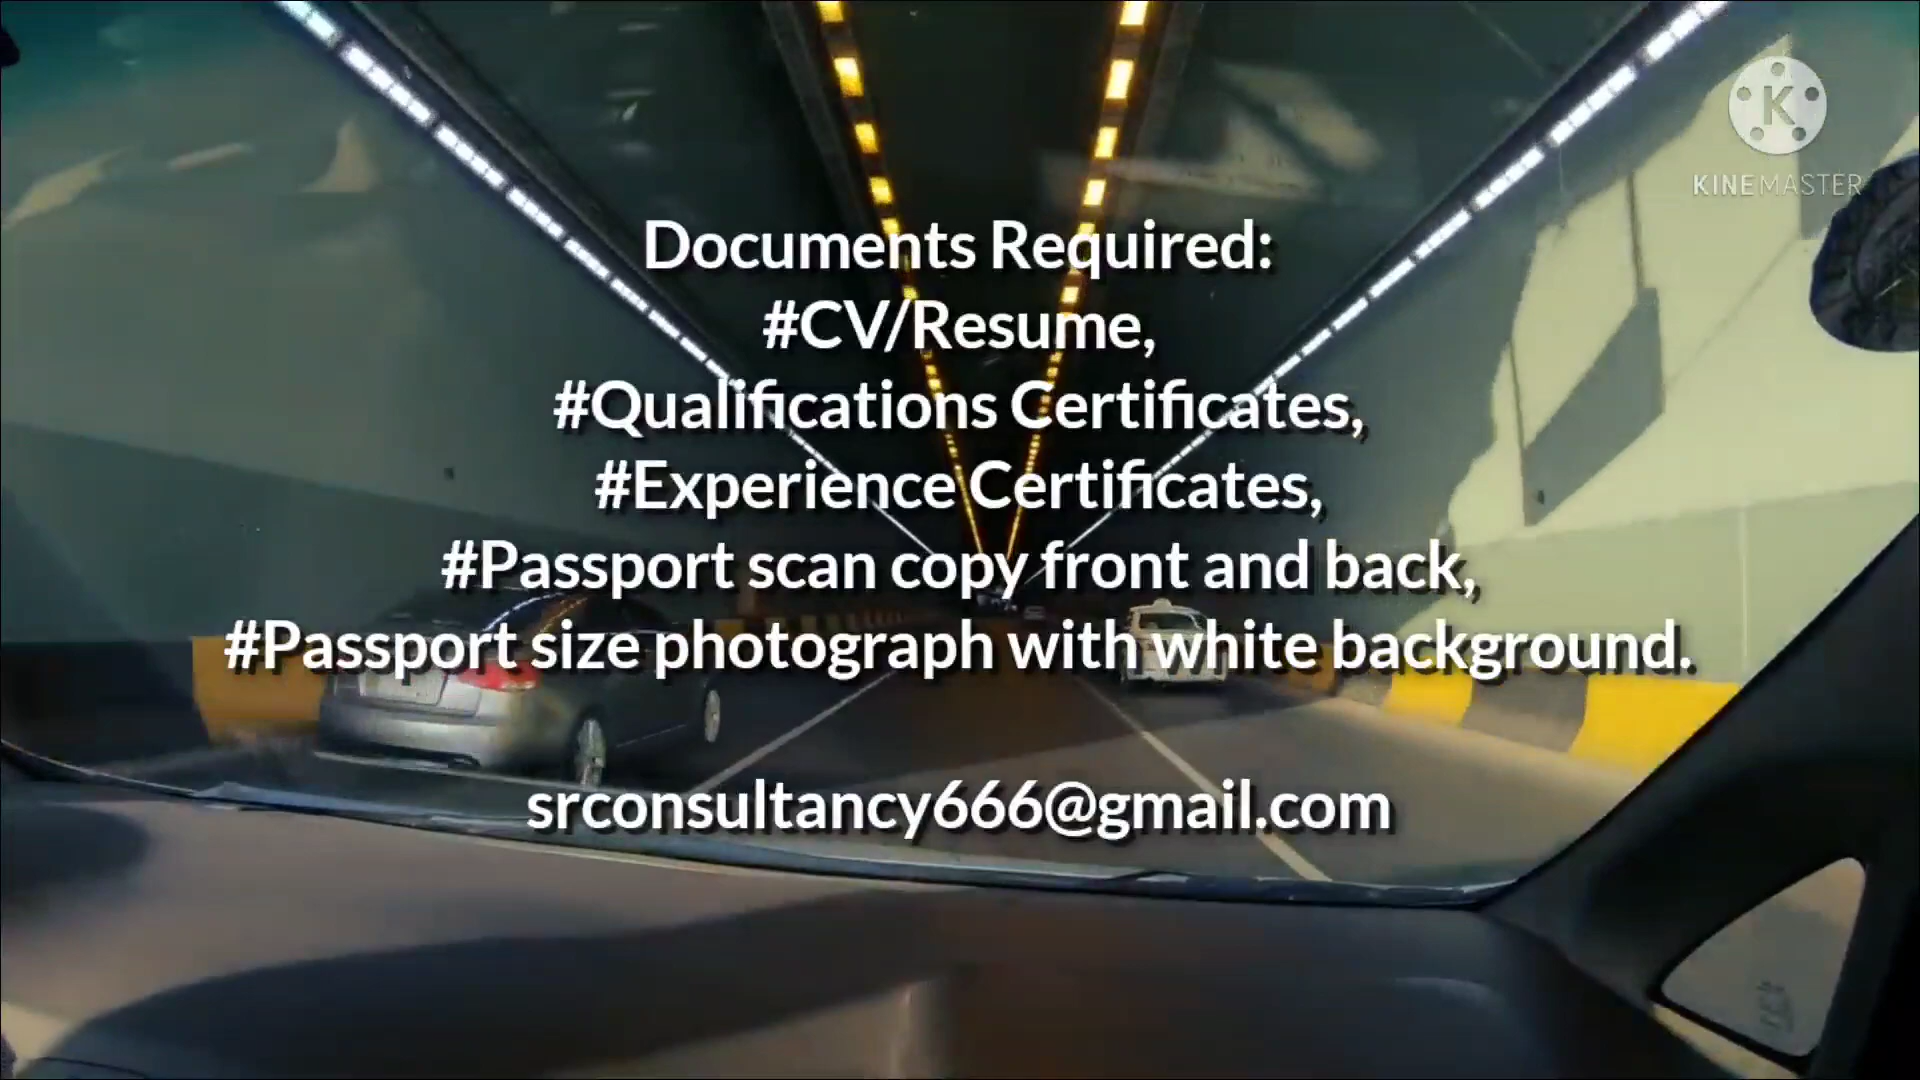 KINEMASTER
Documents Required:
#CV/Resume,
#Qualifications Certificates,
#Experience Certificates,
#Passport scan copy front and back,
#Passport size photograph with white background.
srconsultancy666@gmail.com